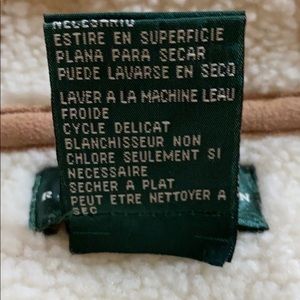 NECESARIO
ESTIRE EN SUPERFICIE
PLANA PARA SECAR
PUEDE LAVARSE EN SECO
LAVER A LA MACHINE LEAU
FROIDE
CYCLE DELICAT
BLANCHISSEUR NON
CHLORE SEULEMENT SI
NECESSAIRE
SECHER A PLAT
PEUT ETRE NETTOYER A
SEC
R
N